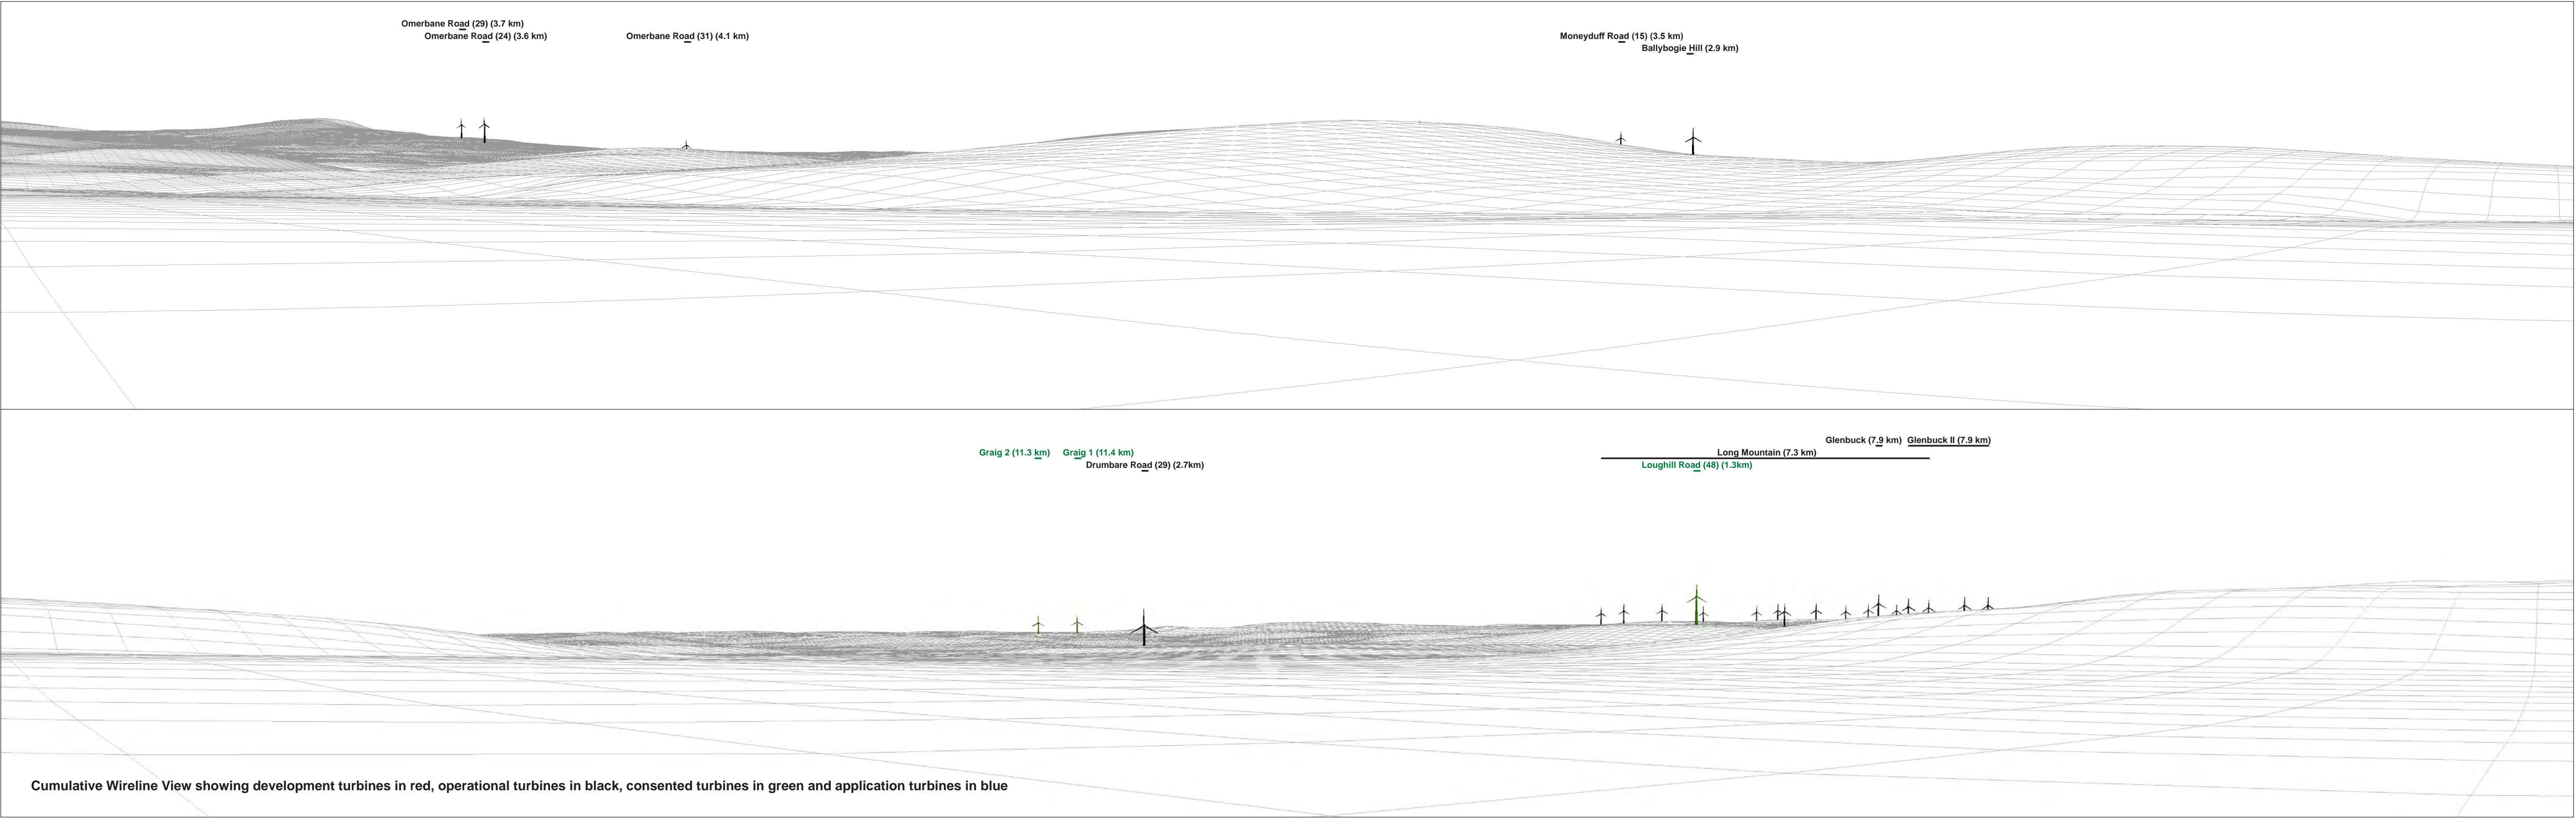 Omerbane Road (29) (3.7 km)
Omerbane Road (24) (3.6 km)
Omerbane Road (31) (4.1 km)
Moneyduff Road (15) (3.5 km)
Ballybogie Hill (2.9 km)
Glenbuck (7.9 km)
Glenbuck II (7.9 km)
Graig 2 (11.3 km)
Graig 1 (11.4 km)
Long Mountain (7.3 km)
Drumbare Road (29) (2.7km)
Loughill Road (48) (1.3km)
Cumulative Wireline View showing development turbines in red, operational turbines in black, consented turbines in green and application turbines in blue